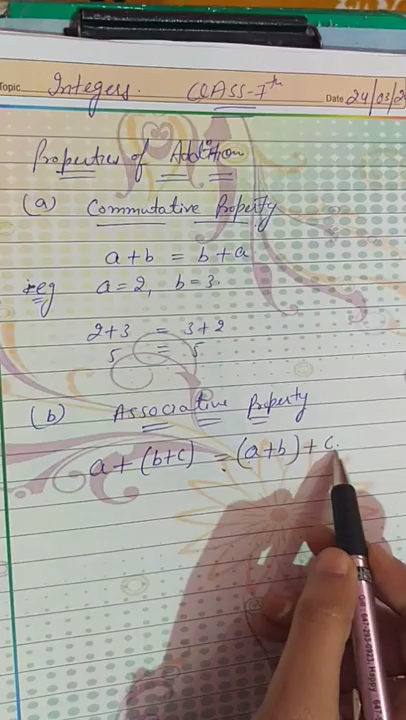 Topic Integers. CLASS-7th Date 24/03/2
Properties of Addition
(a) Commutative Property
a+b = b+a
eg a=2, b=3.
2+3 = 3+2
5 = 5
(b) Associative Property
a+(b+c) = (a+b)+c.